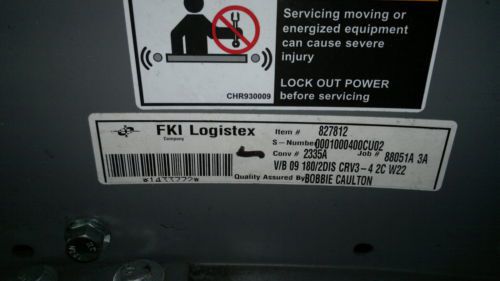 Servicing moving or
energized equipment
can cause severe
injury
LOCK OUT POWER
before servicing
CHR930009
FKI Logistex
Company
Item # 827812
S-Number 0001000400CU02
Conv # 2335A Job # 88051A 3A
V/B 09 180/2DIS CRV3-4 2C W22
Quality Assured By BOBBIE CAULTON
*1433222*